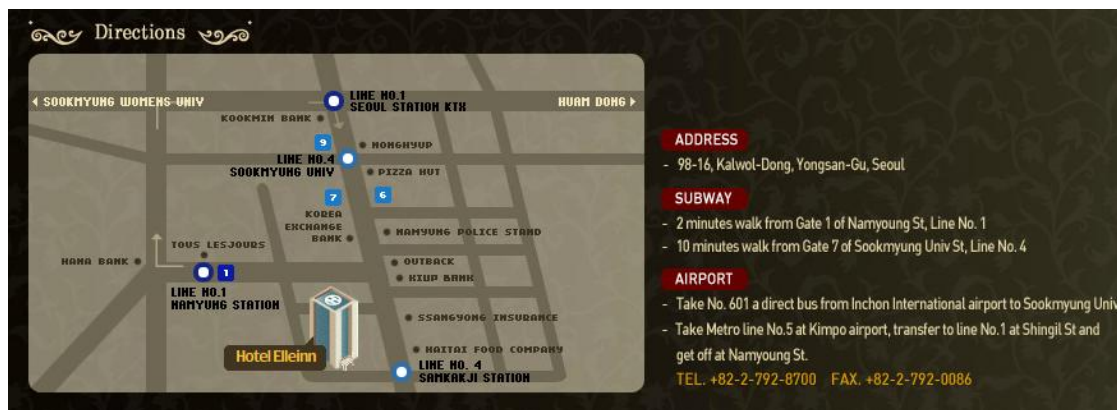 Directions
SOOKMYUNG WOMENS UNIV
LINE NO.1
SEOUL STATION KTX
HUAM DONG
KOOKMIN BANK
9
NONGHYUP
LINE NO.4
SOOKMYUNG UNIV
PIZZA HUT
7
6
KOREA
EXCHANGE
BANK
NAMYUNG POLICE STAND
TOUS LESJOURS
HANA BANK
OUTBACK
1
KIUP BANK
LINE NO.1
NAMYUNG STATION
SSANGYONG INSURANCE
HAITAI FOOD COMPANY
Hotel Elleinn
LINE NO. 4
SAMKAKJI STATION
ADDRESS
- 98-16, Kalwol-Dong, Yongsan-Gu, Seoul
SUBWAY
- 2 minutes walk from Gate 1 of Namyoung St, Line No. 1
- 10 minutes walk from Gate 7 of Sookmyung Univ St, Line No. 4
AIRPORT
- Take No. 601 a direct bus from Inchon International airport to Sookmyung Univ
- Take Metro line No.5 at Kimpo airport, transfer to line No.1 at Shingil St and
get off at Namyoung St.
TEL. +82-2-792-8700 FAX. +82-2-792-0086